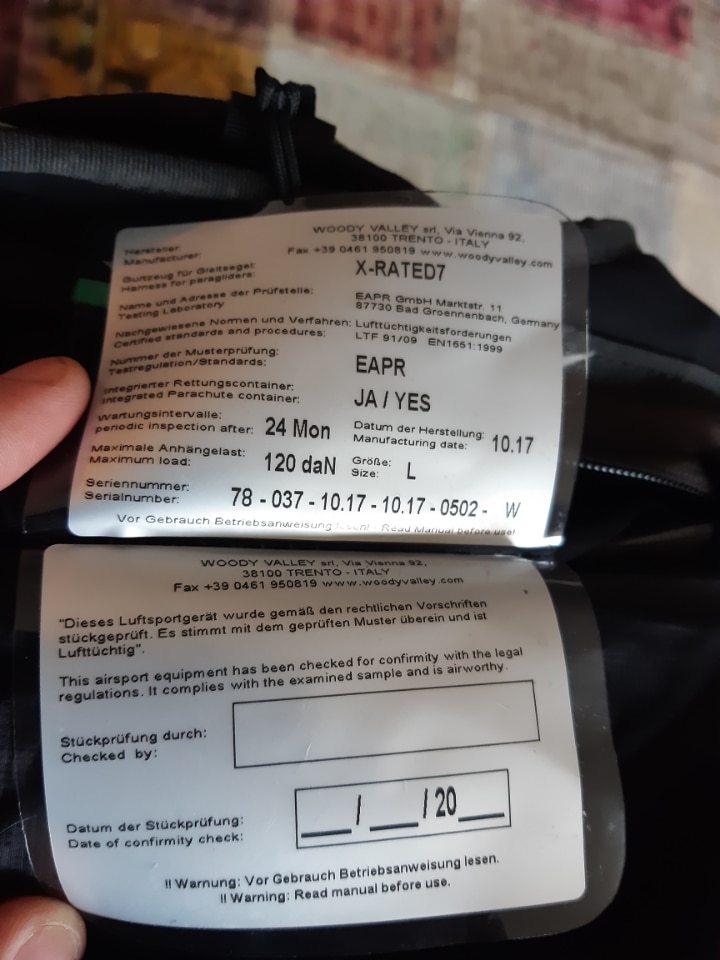 WOODY VALLEY srl, Via Vienna 92,
38100 TRENTO - ITALY
Fax +39 0461 950819 www.woodyvalley.com
Hersteller:
Manufacturer:
Gurtzeug für Gleitsegel:
Harness for paragliders:
X-RATED7
Name und Adresse der Prüfstelle:
Testing Laboratory
EAPR GmbH Marktstr. 11
87730 Bad Groennenbach, Germany
Nachgewiesene Normen und Verfahren:
Certified standards and procedures:
Lufttüchtigkeitsforderungen
LTF 91/09 EN1651:1999
Nummer der Musterprüfung:
Testregulation/Standards:
EAPR
Integrierter Rettungscontainer:
Integrated Parachute container:
JA / YES
Wartungsintervalle:
periodic inspection after:
24 Mon
Datum der Herstellung:
Manufacturing date:
10.17
Maximale Anhängelast:
Maximum load:
120 daN
Größe:
Size:
L
Seriennummer:
Serialnumber:
78 - 037 - 10.17 - 10.17 - 0502 - W
Vor Gebrauch Betriebsanweisung lesen! - Read Manual before use!
WOODY VALLEY srl, Via Vienna 92,
38100 TRENTO - ITALY
Fax +39 0461 950819 www.woodyvalley.com
"Dieses Luftsportgerät wurde gemäß den rechtlichen Vorschriften
stückgeprüft. Es stimmt mit dem geprüften Muster überein und ist
Lufttüchtig".
This airsport equipment has been checked for confirmity with the legal
regulations. It complies with the examined sample and is airworthy.
Stückprüfung durch:
Checked by:
Datum der Stückprüfung:
Date of confirmity check:
___ / ___ / 20___
!! Warnung: Vor Gebrauch Betriebsanweisung lesen.
!! Warning: Read manual before use.